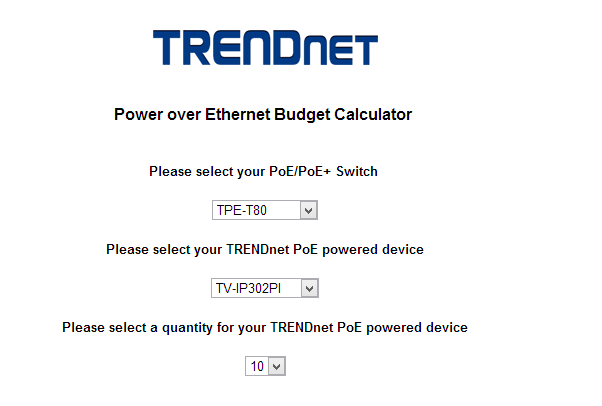 TRENDNET
Power over Ethernet Budget Calculator
Please select your PoE/PoE+ Switch
TPE-T80
Please select your TRENDnet PoE powered device
TV-IP302PI
Please select a quantity for your TRENDnet PoE powered device
10